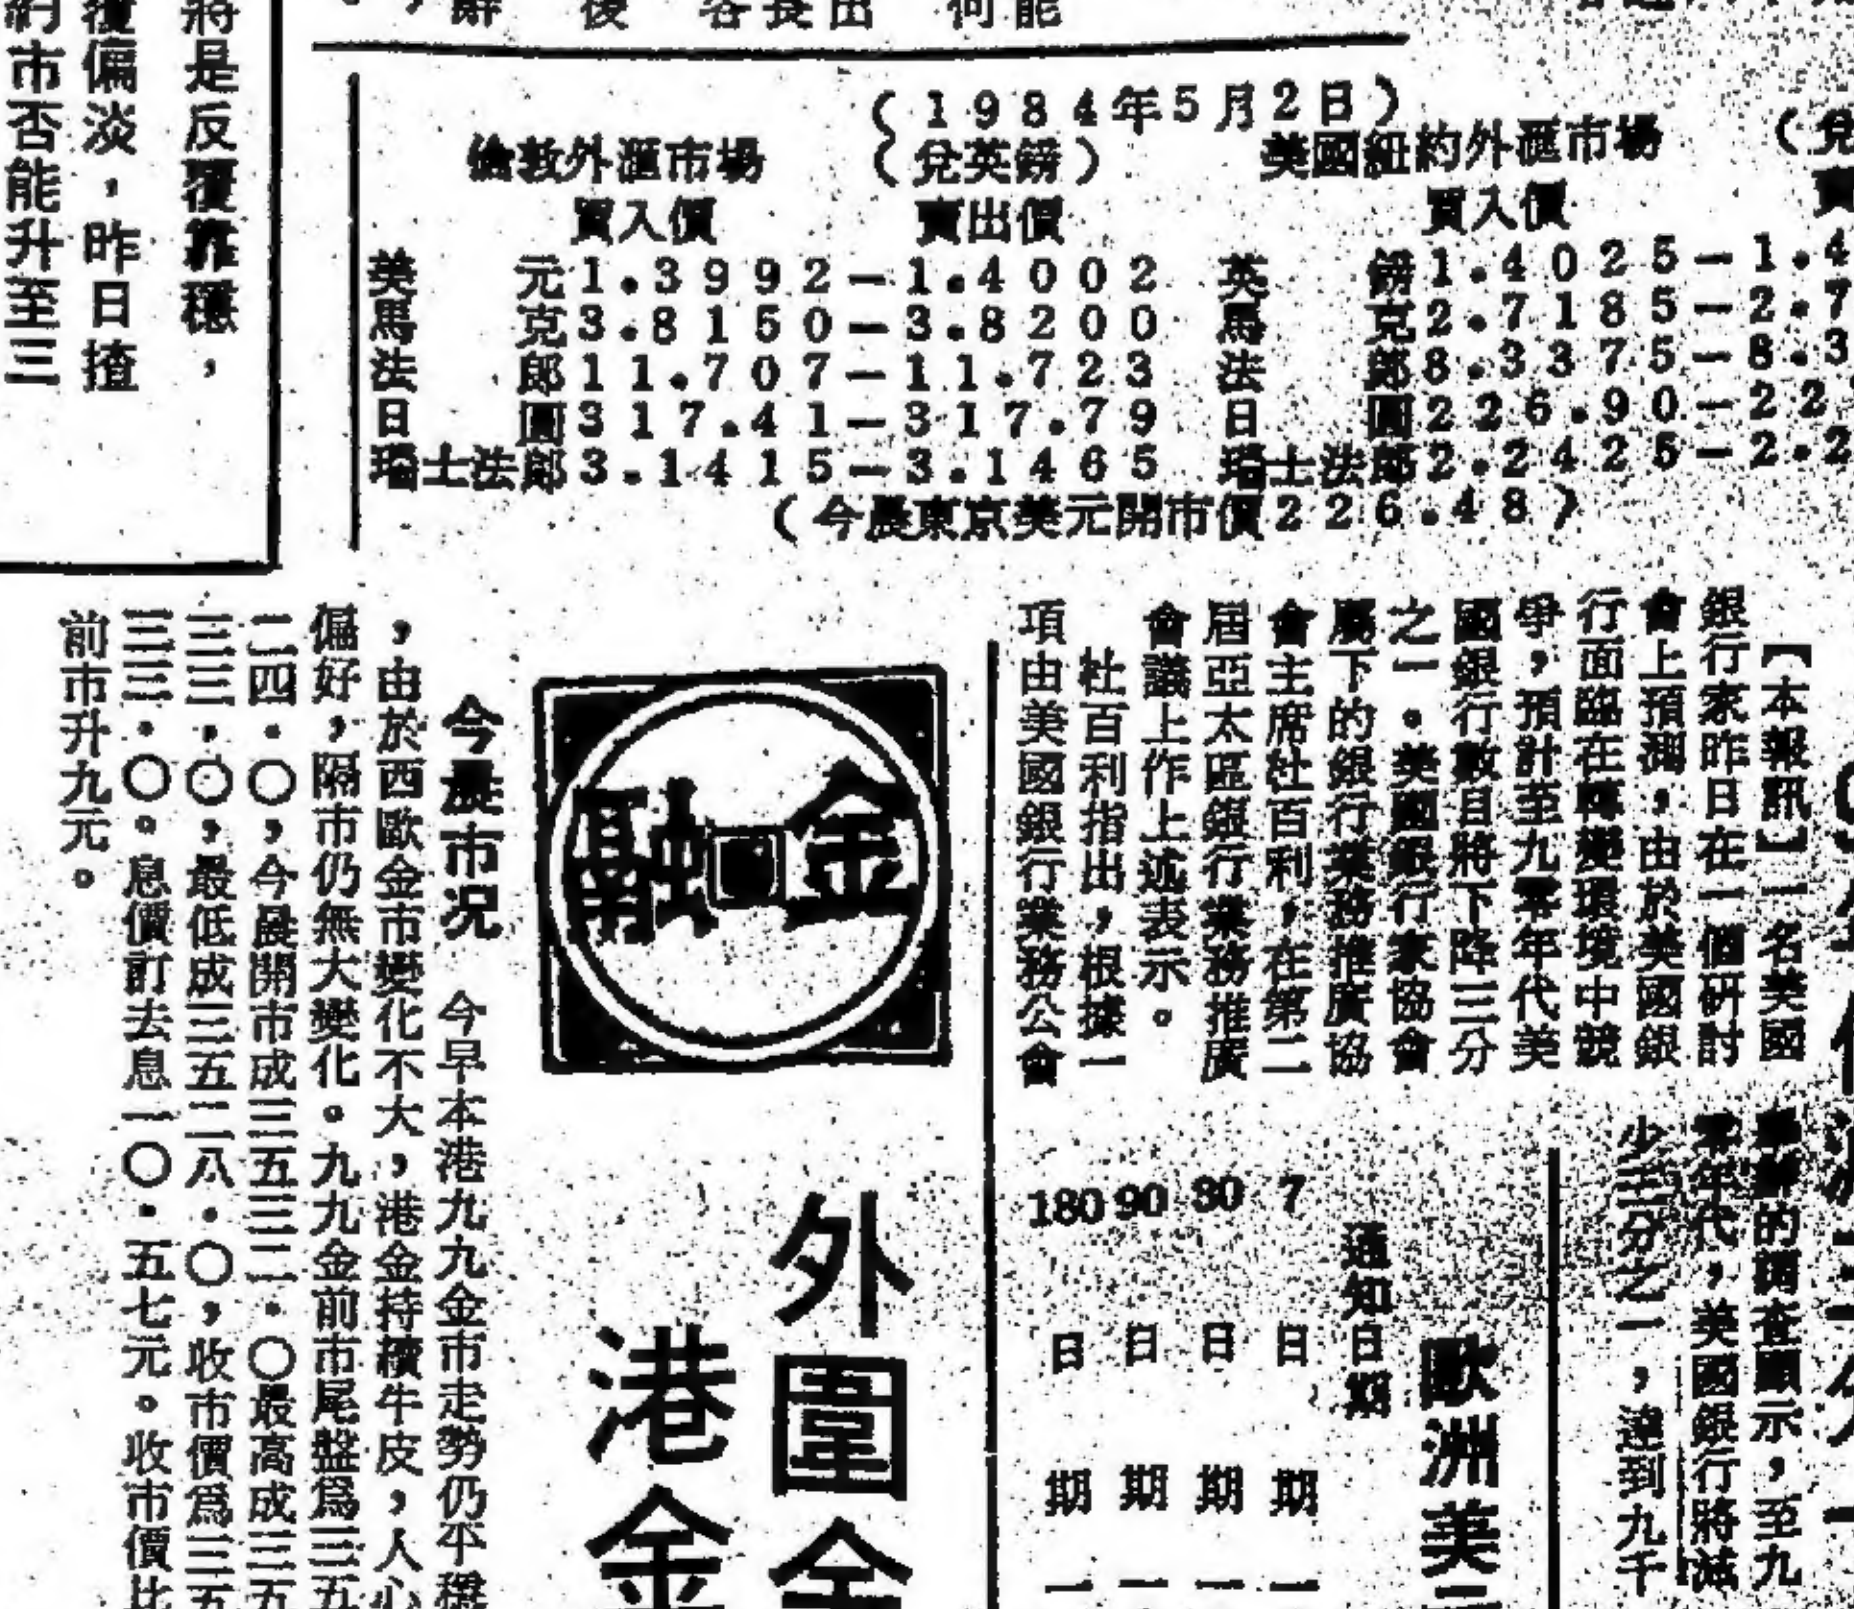 (1984年5月2日)
倫敦外滙市場 (兌英鎊)
買入價 賣出價
美元1.3992—1.4002
馬克3.8150—3.8200
法郎11.707—11.723
日圓317.41—317.79
瑞士法郎3.1415—3.1465
美國紐約外滙市場 (兌
買入價 賣
英鎊1.4025—1.4
馬克2.7185—2.7
法郎8.3375—8.3
日圓226.90—22
瑞士法郎2.2425—2.2
(今晨東京美元開市價226.48)
將是反覆靠穩，
覆偏淡，昨日揸
約市否能升至三
【本報訊】一名美國
銀行家昨日在一個研討
會上預測，由於美國銀
行面臨在轉變環境中競
爭，預計至九零年代美
國銀行數目將下降三分
之一。美國銀行家協會
屬下的銀行業務推廣協
會主席杜百利，在第二
屆亞太區銀行業務推廣
會議上作上述表示。
杜百利指出，根據一
項由美國銀行業務公會
舉辦的調查顯示，至九
零年代，美國銀行將減
少三分之一，達到九千
歐洲美元
通知日期
7日期一
30日期一
90日期一
180日期一
金融
外圍金
港金
今晨市况 今早本港九九金市走勢仍平穩
，由於西歐金市變化不大，港金持續牛皮，人心
偏好，隔市仍無大變化。九九金前市尾盤爲三五
二四·〇，今晨開市成三五三二·〇最高成三五
三三·〇，最低成三五二八·〇，收市價爲三五
三三·〇。息價訂去息一〇·五七元。收市價比
前市升九元。